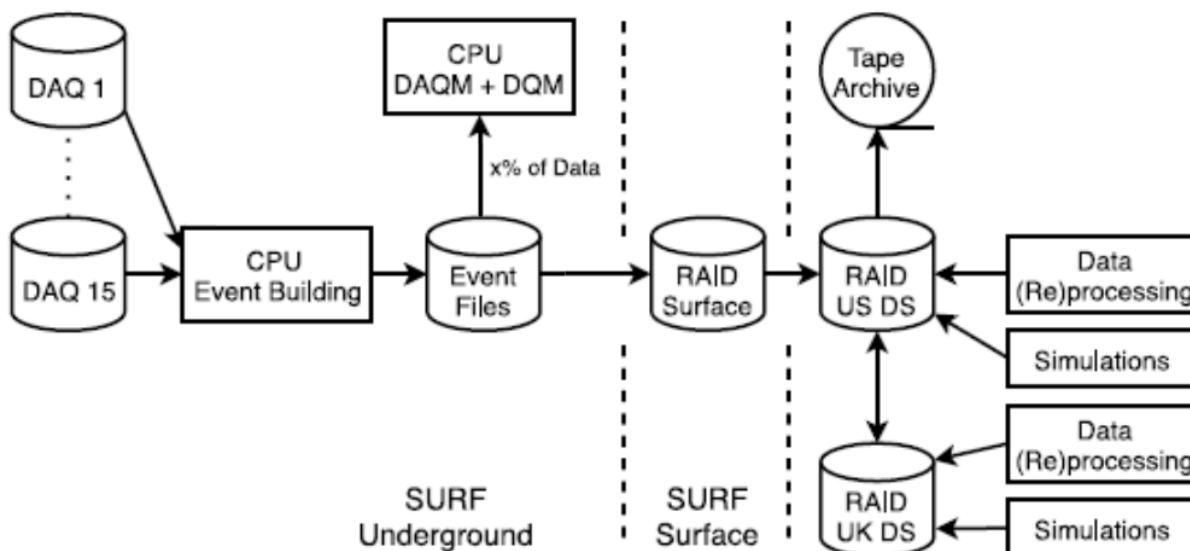 DAQ 1
DAQ 15
CPU
Event Building
CPU
DAQM + DQM
x% of Data
Event
Files
RAID
Surface
Tape
Archive
RAID
US DS
Data
(Re)processing
Simulations
Data
(Re)processing
RAID
UK DS
Simulations
SURF
Underground
SURF
Surface